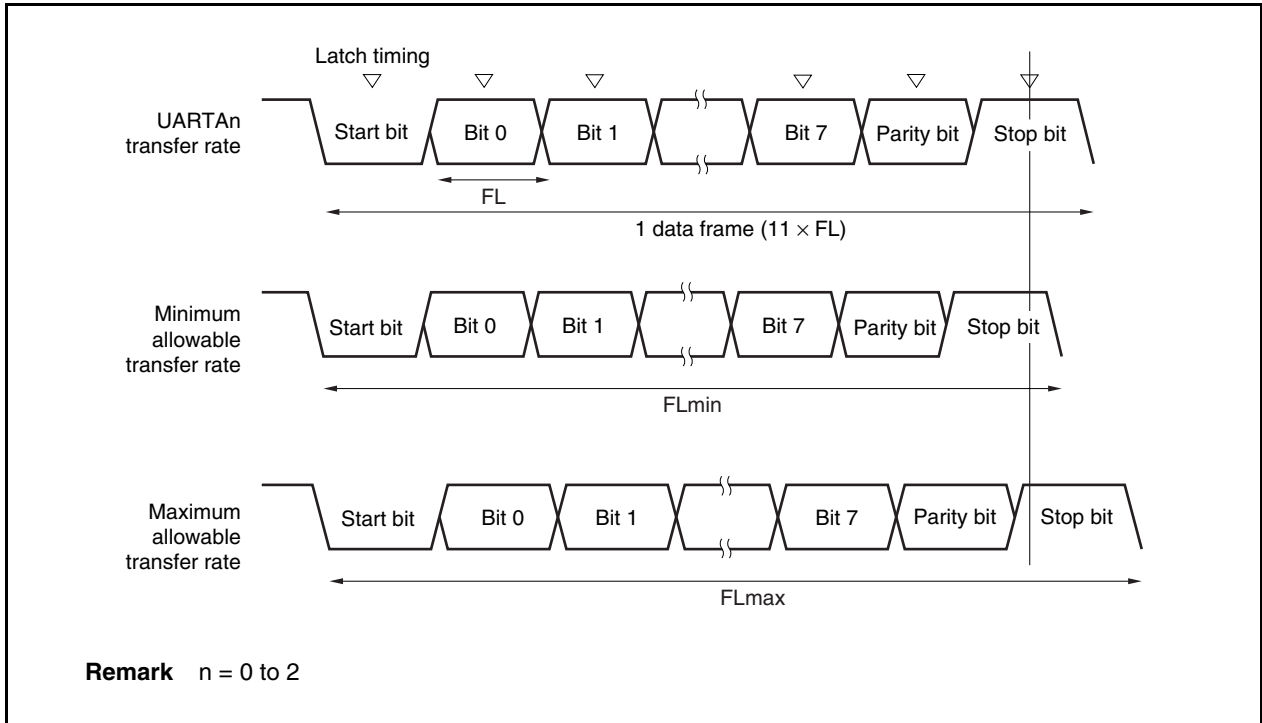 Latch timing
UARTAn
transfer rate
Start bit
Bit 0
Bit 1
Bit 7
Parity bit
Stop bit
FL
1 data frame (11 × FL)
Minimum
allowable
transfer rate
Start bit
Bit 0
Bit 1
Bit 7
Parity bit
Stop bit
FLmin
Maximum
allowable
transfer rate
Start bit
Bit 0
Bit 1
Bit 7
Parity bit
Stop bit
FLmax
Remark n = 0 to 2